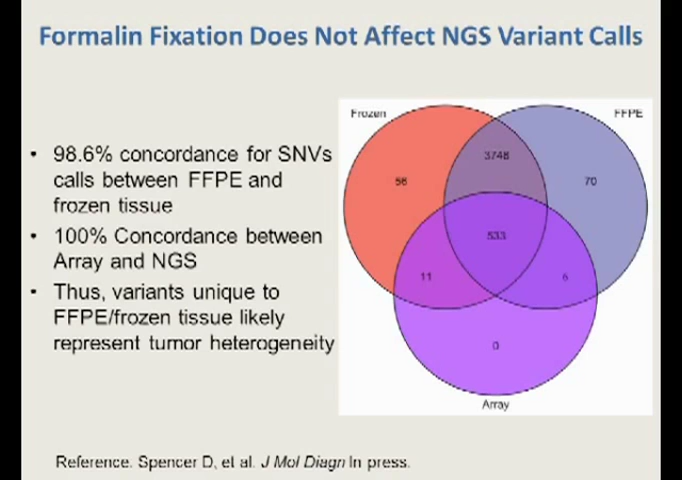 Formalin Fixation Does Not Affect NGS Variant Calls
• 98.6% concordance for SNVs
calls between FFPE and
frozen tissue
• 100% Concordance between
Array and NGS
• Thus, variants unique to
FFPE/frozen tissue likely
represent tumor heterogeneity
Frozen
FFPE
3748
56
70
533
11
6
0
Array
Reference. Spencer D, et al. J Mol Diagn In press.